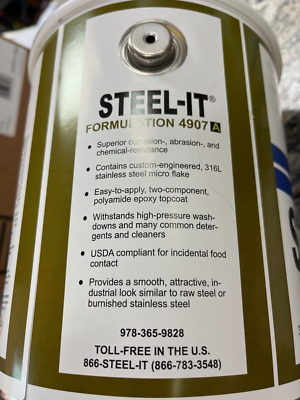 STEEL-IT®
FORMULATION 4907 A
• Superior corrosion-, abrasion-, and
chemical-resistance
• Contains custom-engineered, 316L
stainless steel micro flake
• Easy-to-apply, two-component,
polyamide epoxy topcoat
• Withstands high-pressure wash-
downs and many common deter-
gents and cleaners
• USDA compliant for incidental food
contact
• Provides a smooth, attractive, in-
dustrial look similar to raw steel or
burnished stainless steel
978-365-9828
TOLL-FREE IN THE U.S.
866-STEEL-IT (866-783-3548)